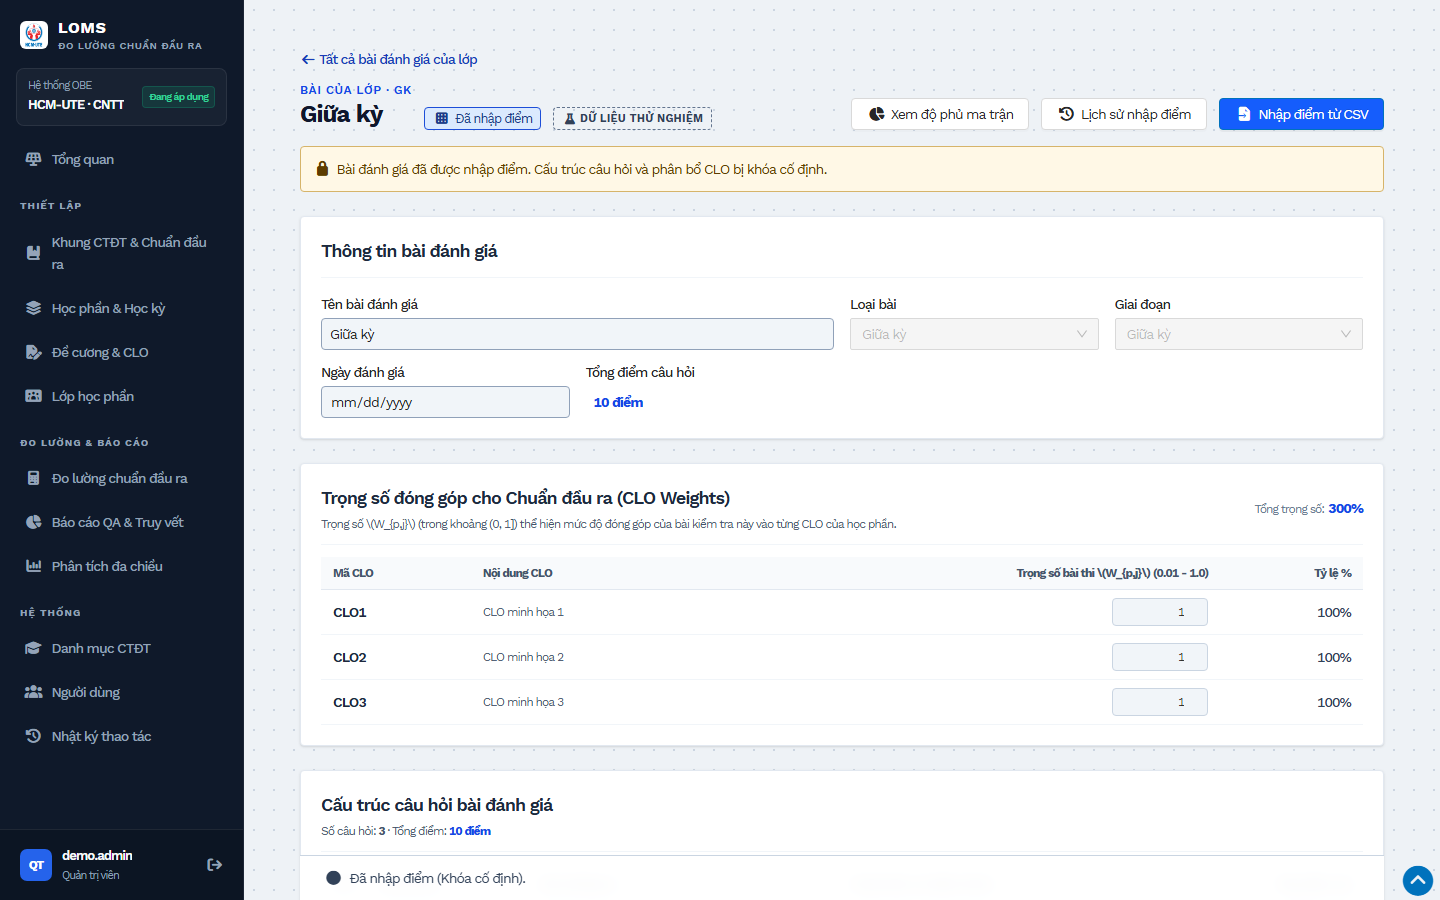 LOMS
ĐO LƯỜNG CHUẨN ĐẦU RA
Hệ thống OBE
HCM-UTE · CNTT
Đang áp dụng
Tổng quan
THIẾT LẬP
Khung CTĐT & Chuẩn đầu
ra
Học phần & Học kỳ
Đề cương & CLO
Lớp học phần
ĐO LƯỜNG & BÁO CÁO
Đo lường chuẩn đầu ra
Báo cáo QA & Truy vết
Phân tích đa chiều
HỆ THỐNG
Danh mục CTĐT
Người dùng
Nhật ký thao tác
QT
demo.admin
Quản trị viên
← Tất cả bài đánh giá của lớp
BÀI CỦA LỚP · GK
Giữa kỳ
Đã nhập điểm
DỮ LIỆU THỬ NGHIỆM
Xem độ phủ ma trận
Lịch sử nhập điểm
Nhập điểm từ CSV
Bài đánh giá đã được nhập điểm. Cấu trúc câu hỏi và phân bổ CLO bị khóa cố định.
Thông tin bài đánh giá
Tên bài đánh giá
Loại bài
Giai đoạn
Giữa kỳ
Giữa kỳ
Giữa kỳ
Ngày đánh giá
Tổng điểm câu hỏi
mm/dd/yyyy
10 điểm
Trọng số đóng góp cho Chuẩn đầu ra (CLO Weights)
Trọng số \(W_{p,j}\) (trong khoảng (0, 1]) thể hiện mức độ đóng góp của bài kiểm tra này vào từng CLO của học phần.
Tổng trọng số: 300%
Mã CLO
Nội dung CLO
Trọng số bài thi \(W_{p,j}\) (0.01 - 1.0)
Tỷ lệ %
CLO1
CLO minh họa 1
1
100%
CLO2
CLO minh họa 2
1
100%
CLO3
CLO minh họa 3
1
100%
Cấu trúc câu hỏi bài đánh giá
Số câu hỏi: 3 · Tổng điểm: 10 điểm
Đã nhập điểm (Khóa cố định).